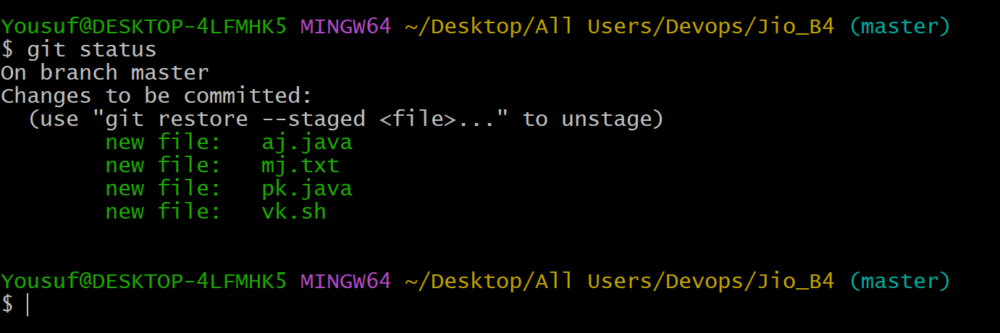 Yousuf@DESKTOP-4LFMHK5 MINGW64 ~/Desktop/All Users/Devops/Jio_B4 (master)
$ git status
On branch master
Changes to be committed:
  (use "git restore --staged <file>..." to unstage)
        new file:   aj.java
        new file:   mj.txt
        new file:   pk.java
        new file:   vk.sh
Yousuf@DESKTOP-4LFMHK5 MINGW64 ~/Desktop/All Users/Devops/Jio_B4 (master)
$